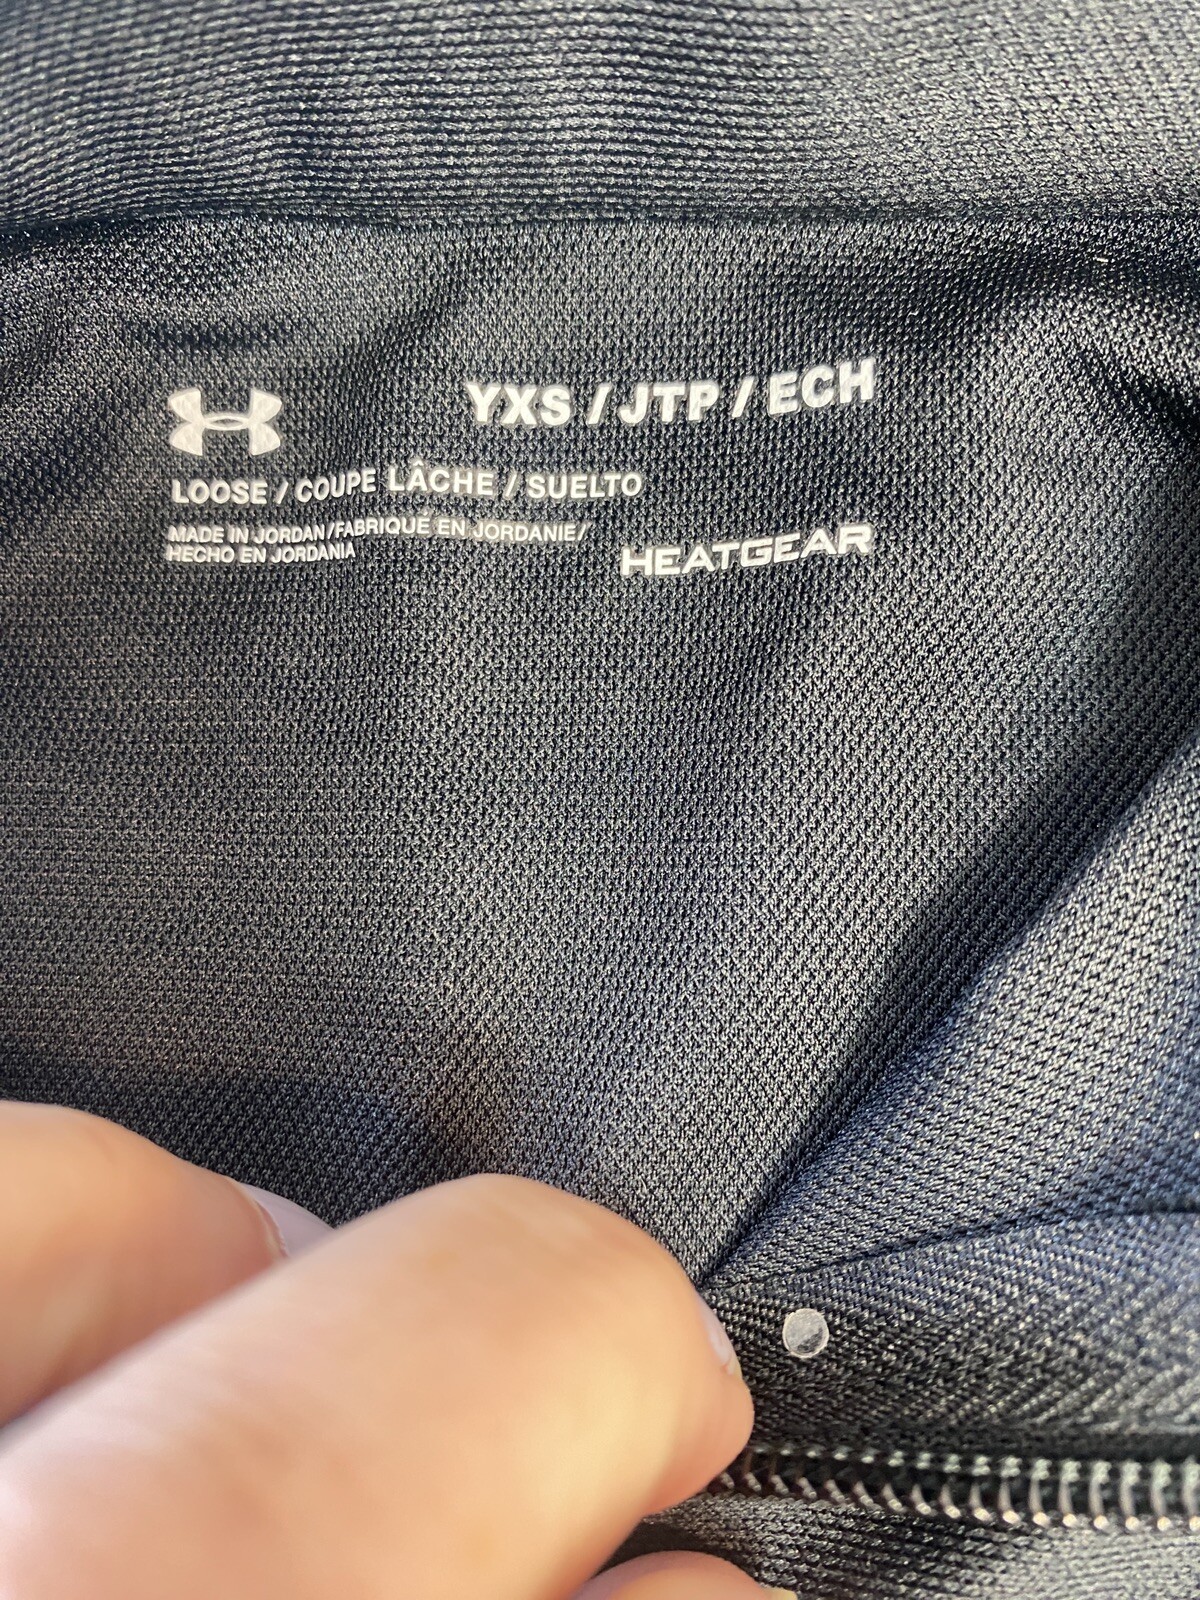 YXS / JTP / ECH
LOOSE / COUPE LÂCHE / SUELTO
MADE IN JORDAN / FABRIQUÉ EN JORDANIE /
HECHO EN JORDANIA
HEATGEAR